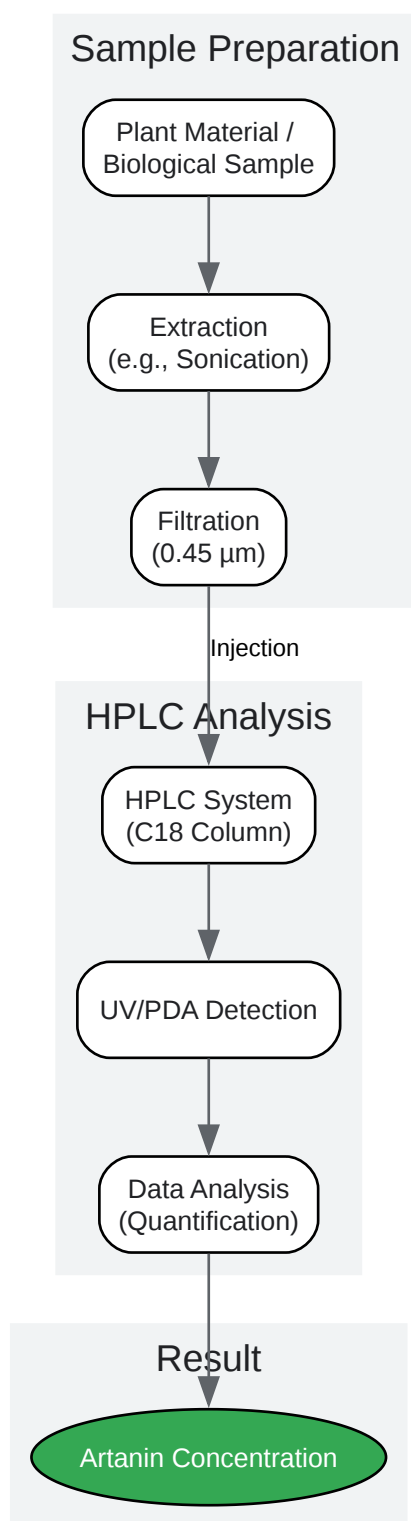 Sample Preparation
Plant Material /
Biological Sample
Extraction
(e.g., Sonication)
Filtration
(0.45 µm)
Injection
HPLC Analysis
HPLC System
(C18 Column)
UV/PDA Detection
Data Analysis
(Quantification)
Result
Artanin Concentration